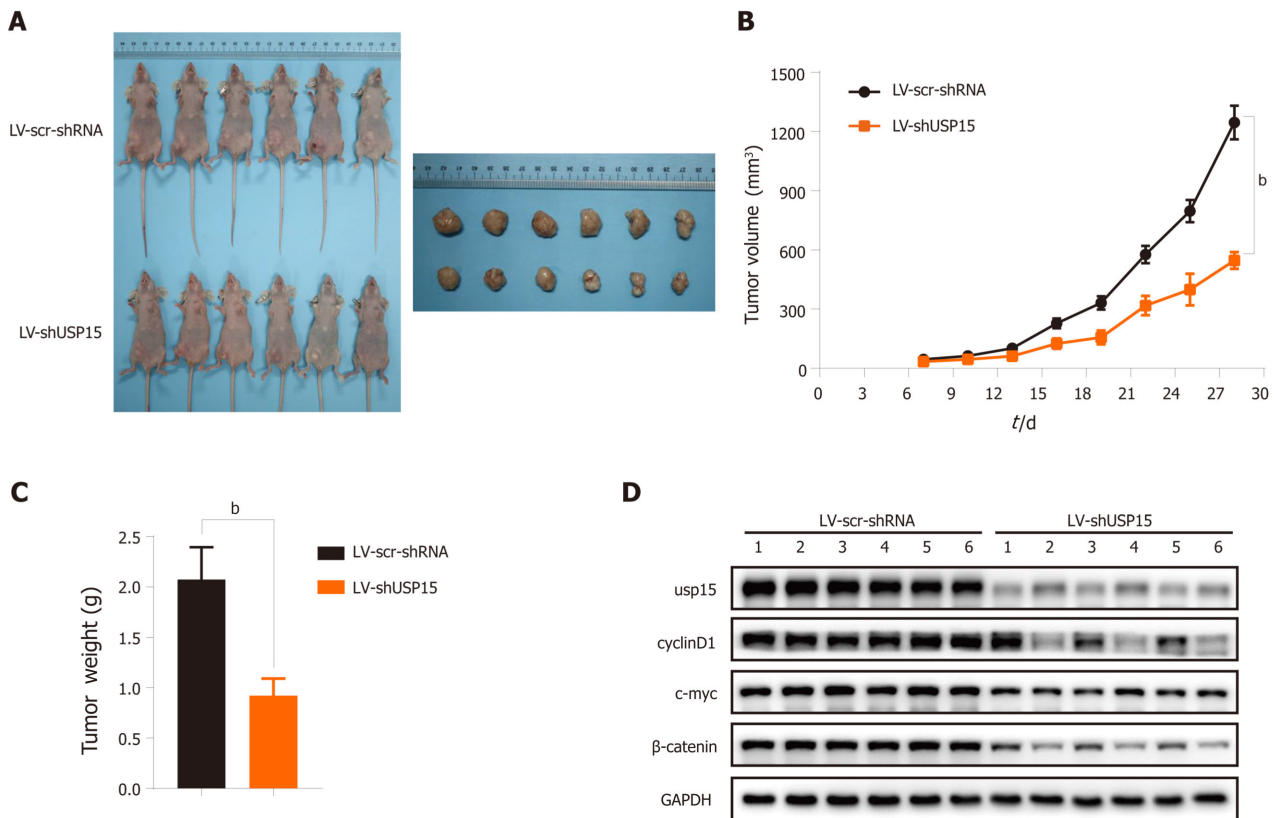 A
LV-scr-shRNA
LV-shUSP15
B
1500
1200
900
600
300
0
Tumor volume (mm³)
LV-scr-shRNA
LV-shUSP15
b
0 3 6 9 12 15 18 21 24 27 30
t/d
C
b
2.5
2.0
1.5
1.0
0.5
0.0
Tumor weight (g)
LV-scr-shRNA
LV-shUSP15
D
LV-scr-shRNA LV-shUSP15
1 2 3 4 5 6 1 2 3 4 5 6
usp15
cyclinD1
c-myc
β-catenin
GAPDH